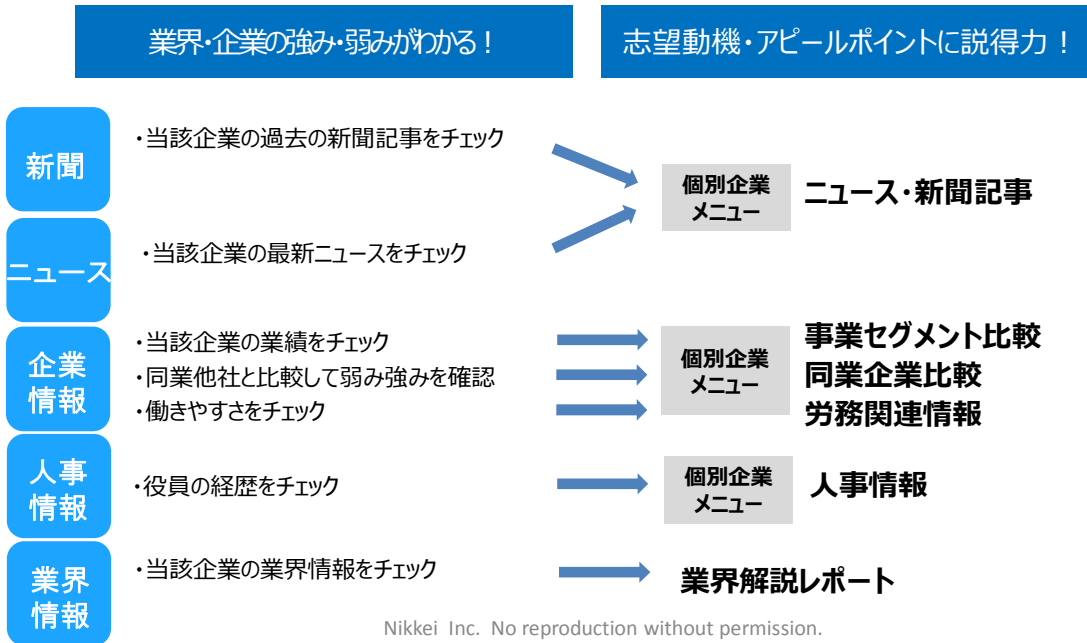 業界・企業の強み・弱みがわかる！
志望動機・アピールポイントに説得力！
新聞
・当該企業の過去の新聞記事をチェック
個別企業
メニュー
ニュース・新聞記事
ニュース
・当該企業の最新ニュースをチェック
企業
情報
・当該企業の業績をチェック
・同業他社と比較して弱み強みを確認
・働きやすさをチェック
個別企業
メニュー
事業セグメント比較
同業企業比較
労務関連情報
人事
情報
・役員の経歴をチェック
個別企業
メニュー
人事情報
業界
情報
・当該企業の業界情報をチェック
業界解説レポート
Nikkei Inc. No reproduction without permission.